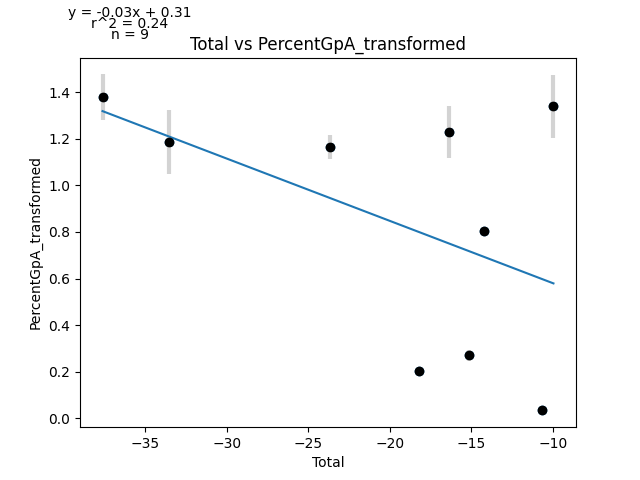 y = -0.03x + 0.31
r^2 = 0.24
n = 9
Total vs PercentGpA_transformed
PercentGpA_transformed
1.4
1.2
1.0
0.8
0.6
0.4
0.2
0.0
−35
−30
−25
−20
−15
−10
Total